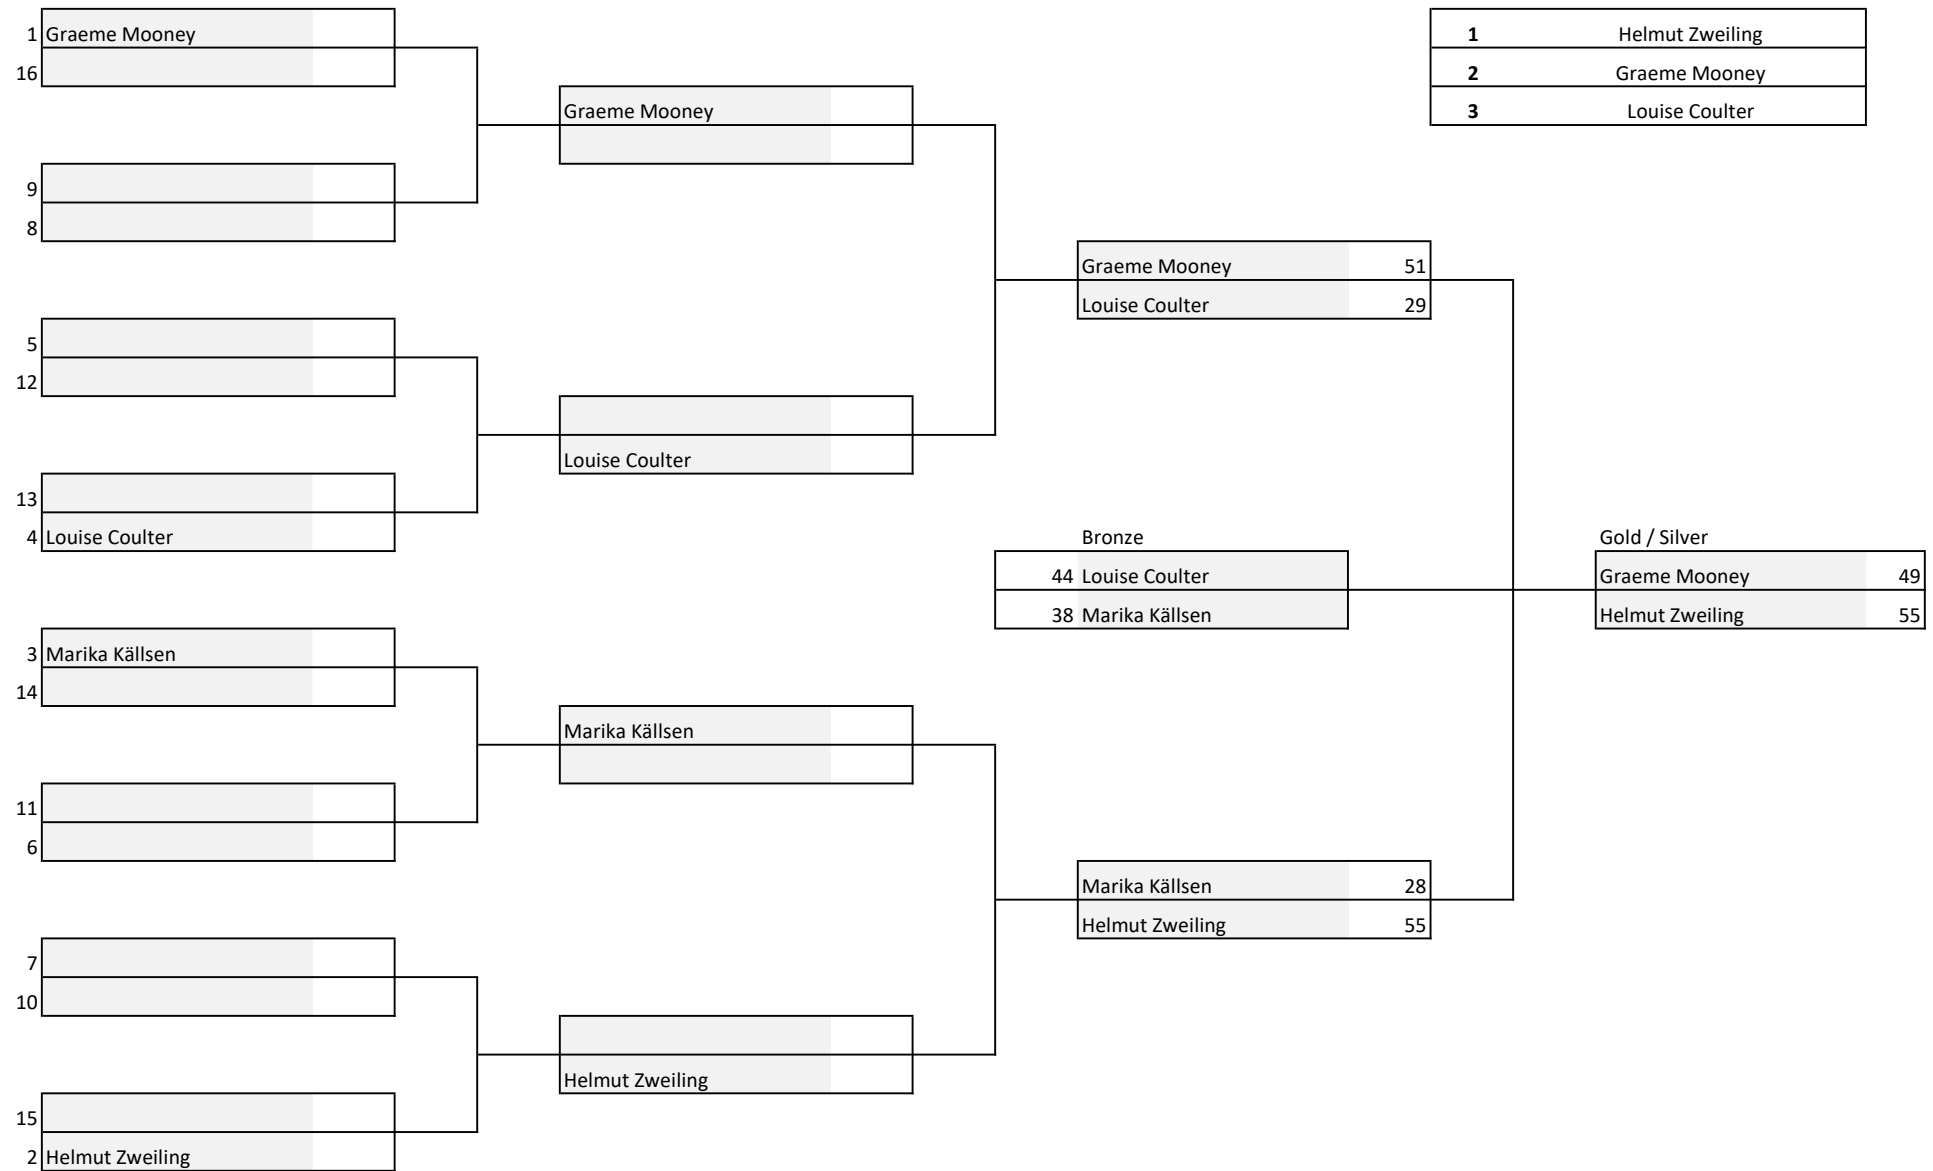 1 Graeme Mooney
16
9
8
5
12
13
4 Louise Coulter
3 Marika Källsen
14
11
6
7
10
15
2 Helmut Zweiling
Graeme Mooney
Louise Coulter
Marika Källsen
Helmut Zweiling
Graeme Mooney 51
Louise Coulter 29
Marika Källsen 28
Helmut Zweiling 55
Bronze
44 Louise Coulter
38 Marika Källsen
Gold / Silver
Graeme Mooney 49
Helmut Zweiling 55
1 Helmut Zweiling
2 Graeme Mooney
3 Louise Coulter